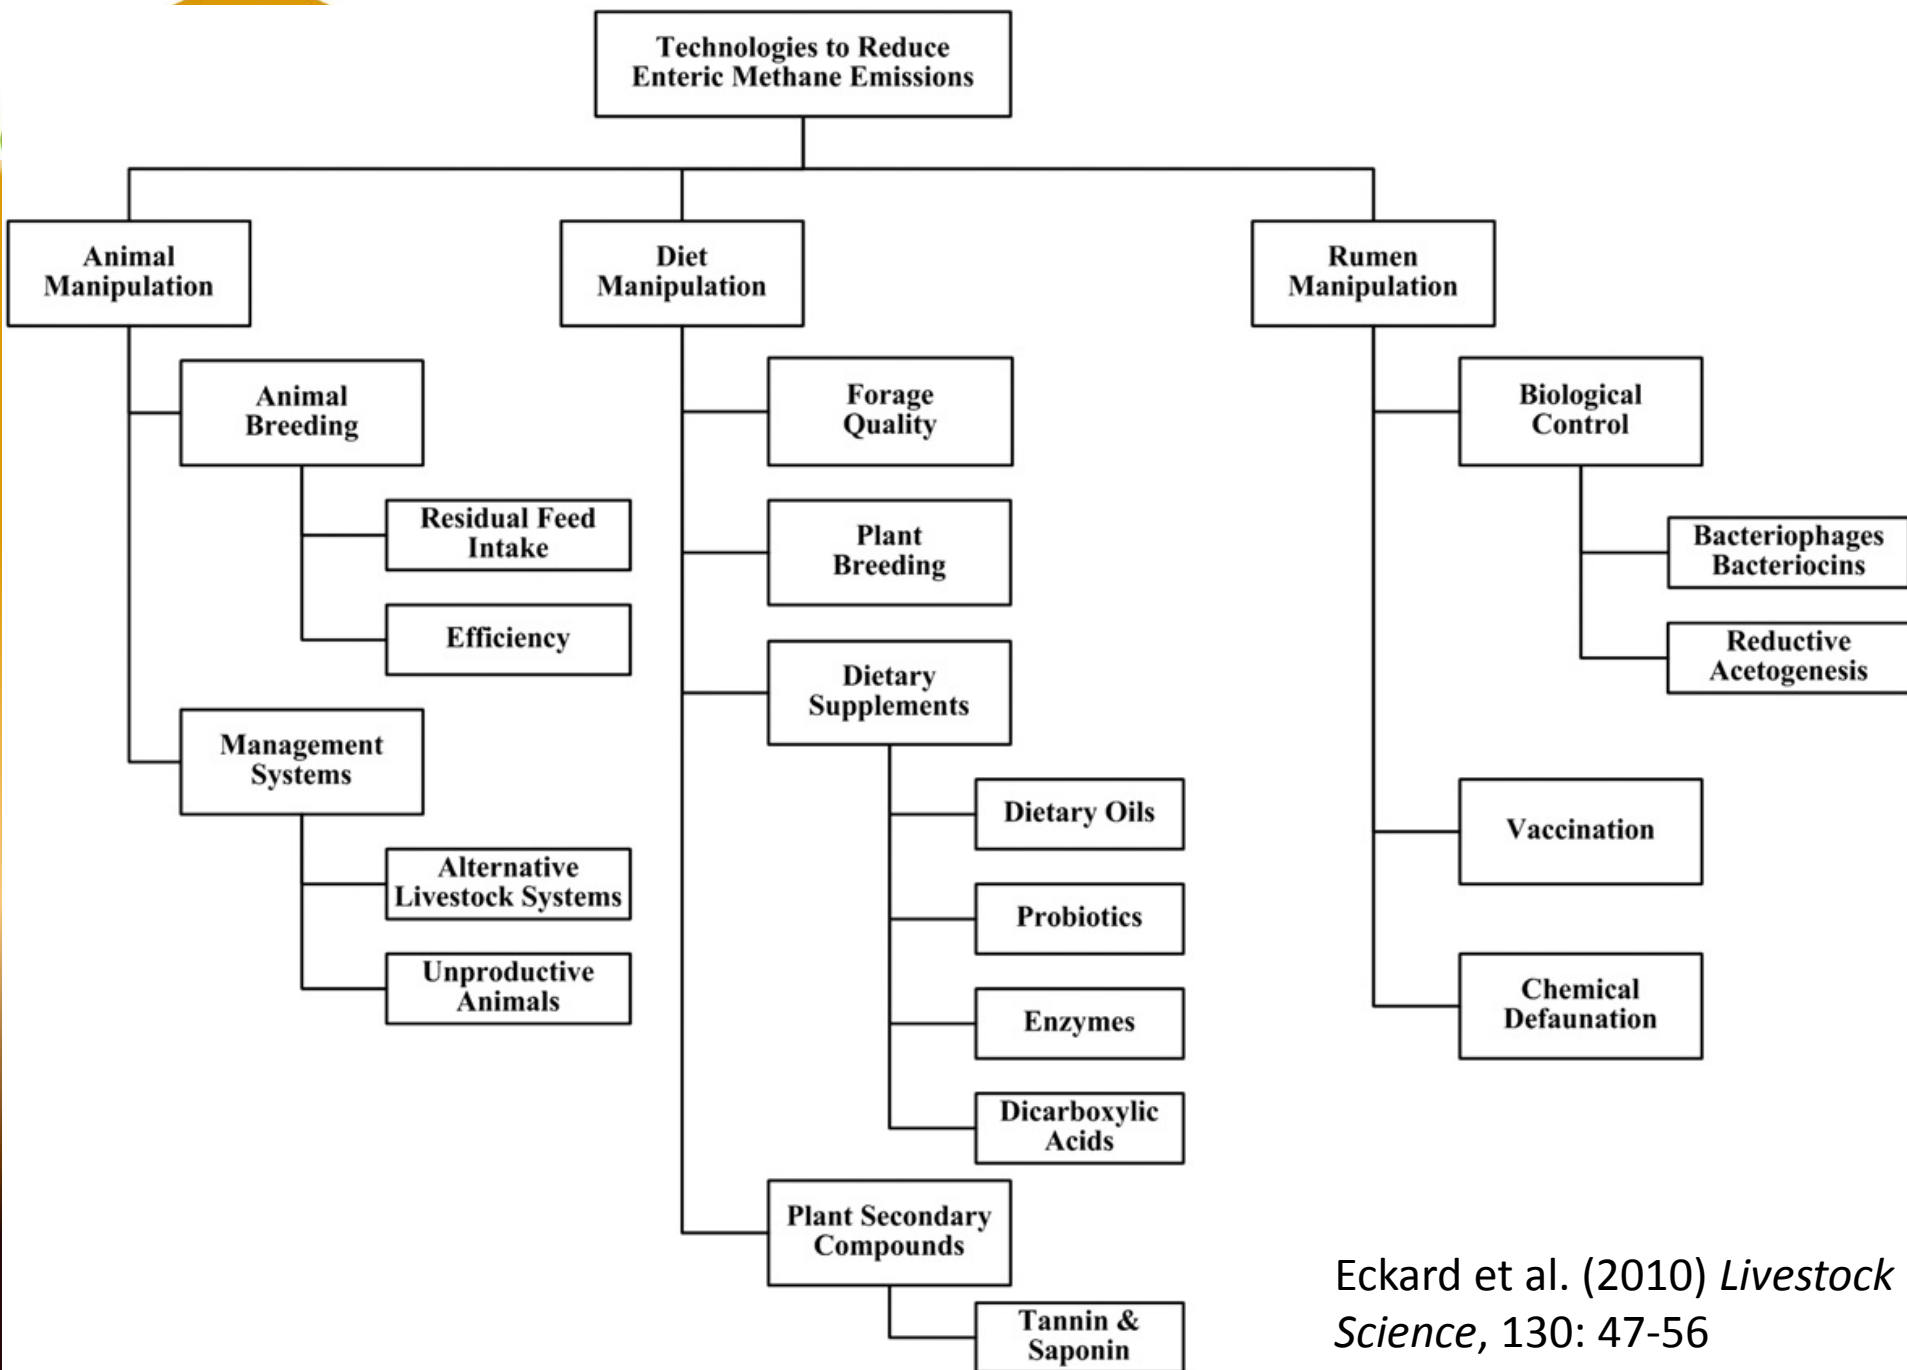 Technologies to Reduce
Enteric Methane Emissions
Animal
Manipulation
Diet
Manipulation
Rumen
Manipulation
Animal
Breeding
Residual Feed
Intake
Efficiency
Management
Systems
Alternative
Livestock Systems
Unproductive
Animals
Forage
Quality
Plant
Breeding
Dietary
Supplements
Dietary Oils
Probiotics
Enzymes
Dicarboxylic
Acids
Plant Secondary
Compounds
Tannin &
Saponin
Biological
Control
Bacteriophages
Bacteriocins
Reductive
Acetogenesis
Vaccination
Chemical
Defaunation
Eckard et al. (2010) Livestock
Science, 130: 47-56